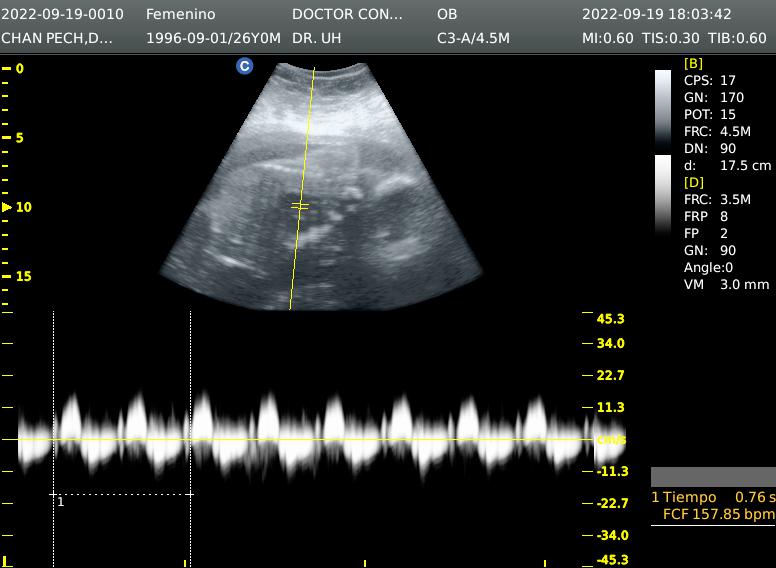 2022-09-19-0010 Femenino DOCTOR CON... OB 2022-09-19 18:03:42
CHAN PECH,D... 1996-09-01/26Y0M DR. UH C3-A/4.5M MI:0.60 TIS:0.30 TIB:0.60
C
0
5
10
15
[B]
CPS: 17
GN: 170
POT: 15
FRC: 4.5M
DN: 90
d: 17.5 cm
[D]
FRC: 3.5M
FRP 8
FP 2
GN: 90
Angle:0
VM 3.0 mm
45.3
34.0
22.7
11.3
cm/s
-11.3
-22.7
-34.0
-45.3
1
1 Tiempo 0.76 s
FCF 157.85 bpm